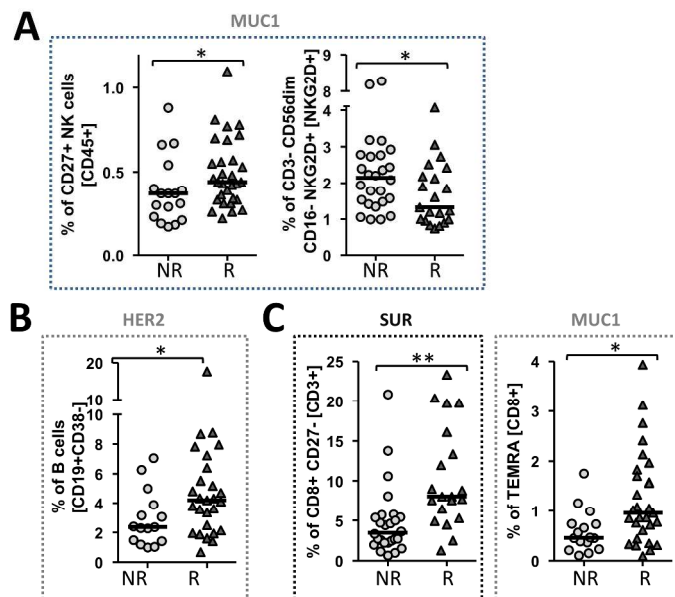 A
MUC1
% of CD27+ NK cells
[CD45+]
1.0
0.5
0.0
*
NR
R
% of CD3- CD56dim
CD16- NKG2D+ [NKG2D+]
9
8
4
3
2
1
0
*
NR
R
B
HER2
% of B cells
[CD19+CD38-]
20
10
8
6
4
2
0
*
NR
R
C
SUR
% of CD8+ CD27- [CD3+]
25
20
15
10
5
0
**
NR
R
MUC1
% of TEMRA [CD8+]
4
3
2
1
0
*
NR
R